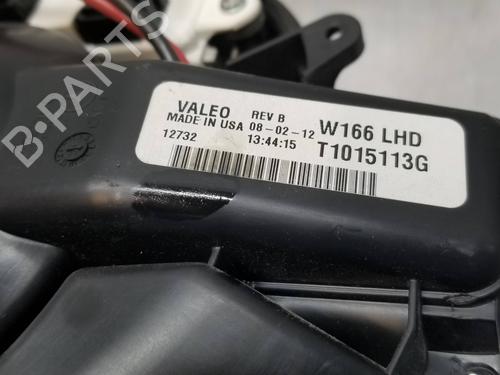 VALEO REV B
MADE IN USA 08-02-12 W166 LHD
12732 13:44:15 T1015113G
B-PARTS